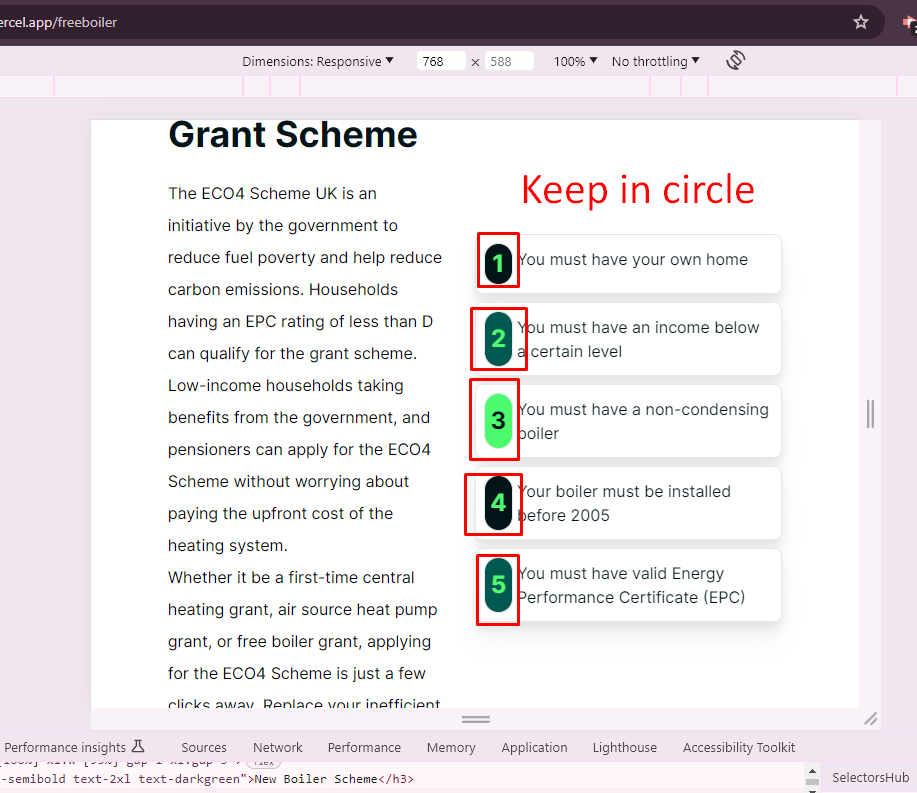 ercel.app/freeboiler
Dimensions: Responsive 768 × 588 100% No throttling
Grant Scheme
The ECO4 Scheme UK is an
initiative by the government to
reduce fuel poverty and help reduce
carbon emissions. Households
having an EPC rating of less than D
can qualify for the grant scheme.
Low-income households taking
benefits from the government, and
pensioners can apply for the ECO4
Scheme without worrying about
paying the upfront cost of the
heating system.
Whether it be a first-time central
heating grant, air source heat pump
grant, or free boiler grant, applying
for the ECO4 Scheme is just a few
clicks away. Replace your inefficient
Keep in circle
1 You must have your own home
2 You must have an income below
a certain level
3 You must have a non-condensing
boiler
4 Your boiler must be installed
before 2005
5 You must have valid Energy
Performance Certificate (EPC)
Performance insights Sources Network Performance Memory Application Lighthouse Accessibility Toolkit
flex
-semibold text-2xl text-darkgreen">New Boiler Scheme</h3>
SelectorsHub